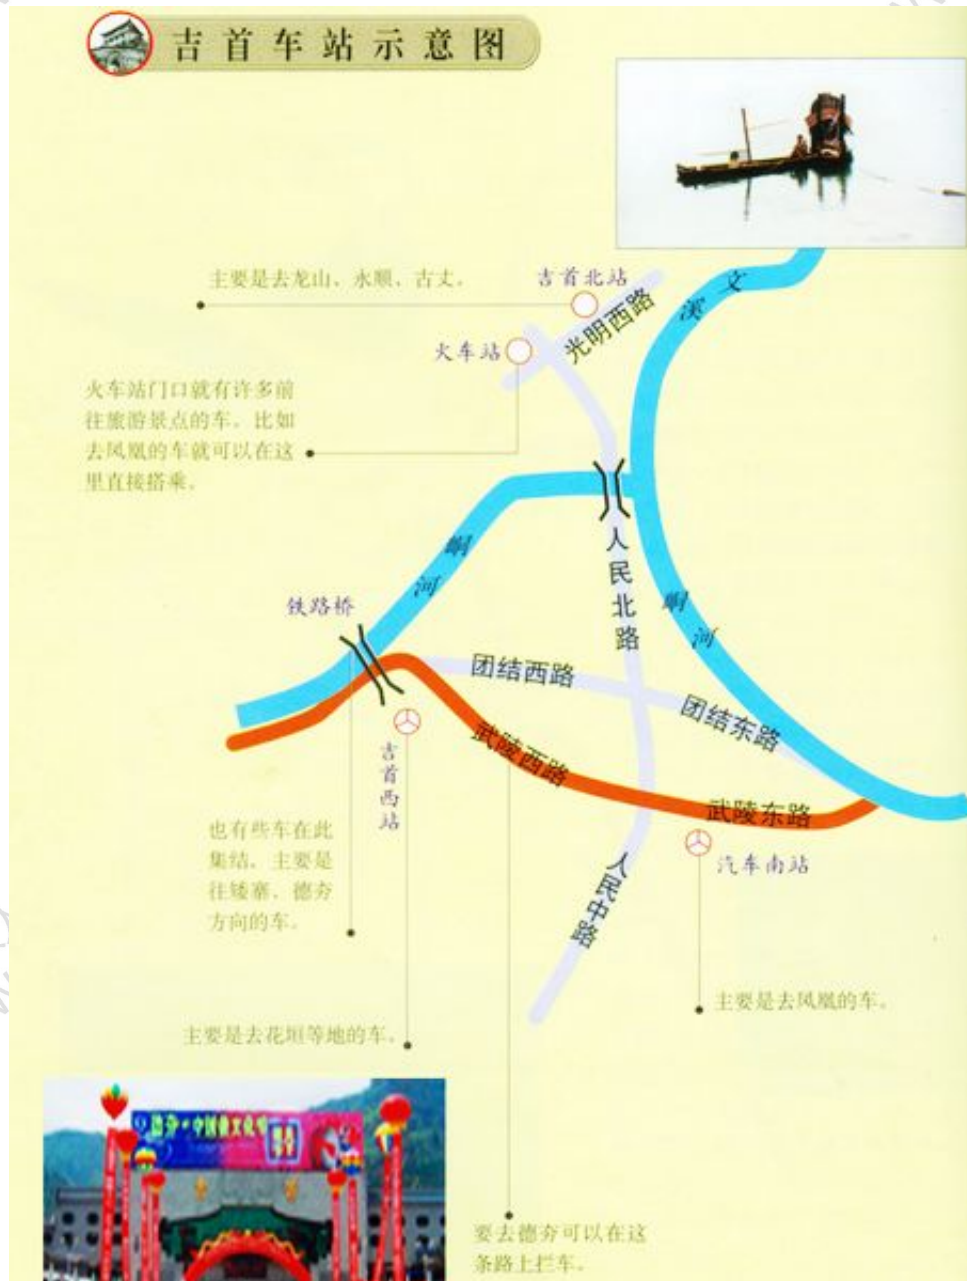 吉首车站示意图
主要是去龙山、永顺、古丈。
吉首北站
光明西路
火车站
文
溪
火车站门口就有许多前
往旅游景点的车。比如
去凤凰的车就可以在这
里直接搭乘。
峒
河
人民北路
铁路桥
峒
河
团结西路
团结东路
武陵西路
吉首西站
武陵东路
汽车南站
人民中路
也有些车在此
集结。主要是
往矮寨、德夯
方向的车。
主要是去凤凰的车。
主要是去花垣等地的车。
要去德夯可以在这
条路上拦车。